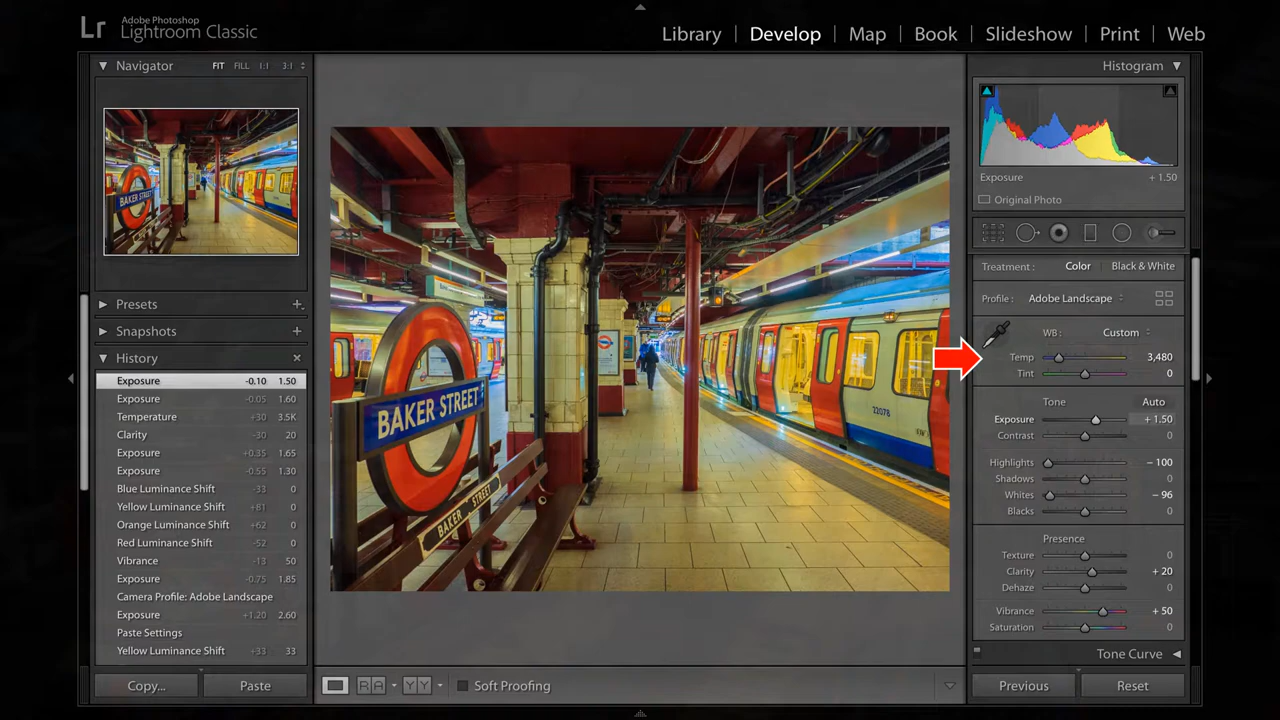 Lr Adobe Photoshop
Lightroom Classic
Library | Develop | Map | Book | Slideshow | Print | Web
Navigator FIT FILL 1:1 3:1
Presets
Snapshots
History
Exposure -0.10 1.50
Exposure -0.05 1.60
Temperature +30 3.5K
Clarity -30 20
Exposure +0.35 1.65
Exposure -0.55 1.30
Blue Luminance Shift -33 0
Yellow Luminance Shift +81 0
Orange Luminance Shift +62 0
Red Luminance Shift -52 0
Vibrance -13 50
Exposure -0.75 1.85
Camera Profile: Adobe Landscape
Exposure +1.20 2.60
Paste Settings
Yellow Luminance Shift +33 33
Copy... Paste
BAKER STREET
BAKER STREET
BAKER STREET
22078
Soft Proofing
Histogram
Exposure + 1.50
Original Photo
Treatment : Color Black & White
Profile : Adobe Landscape
WB : Custom
Temp 3,480
Tint 0
Tone Auto
Exposure + 1.50
Contrast 0
Highlights − 100
Shadows 0
Whites − 96
Blacks 0
Presence
Texture 0
Clarity + 20
Dehaze 0
Vibrance + 50
Saturation 0
Tone Curve
Previous Reset